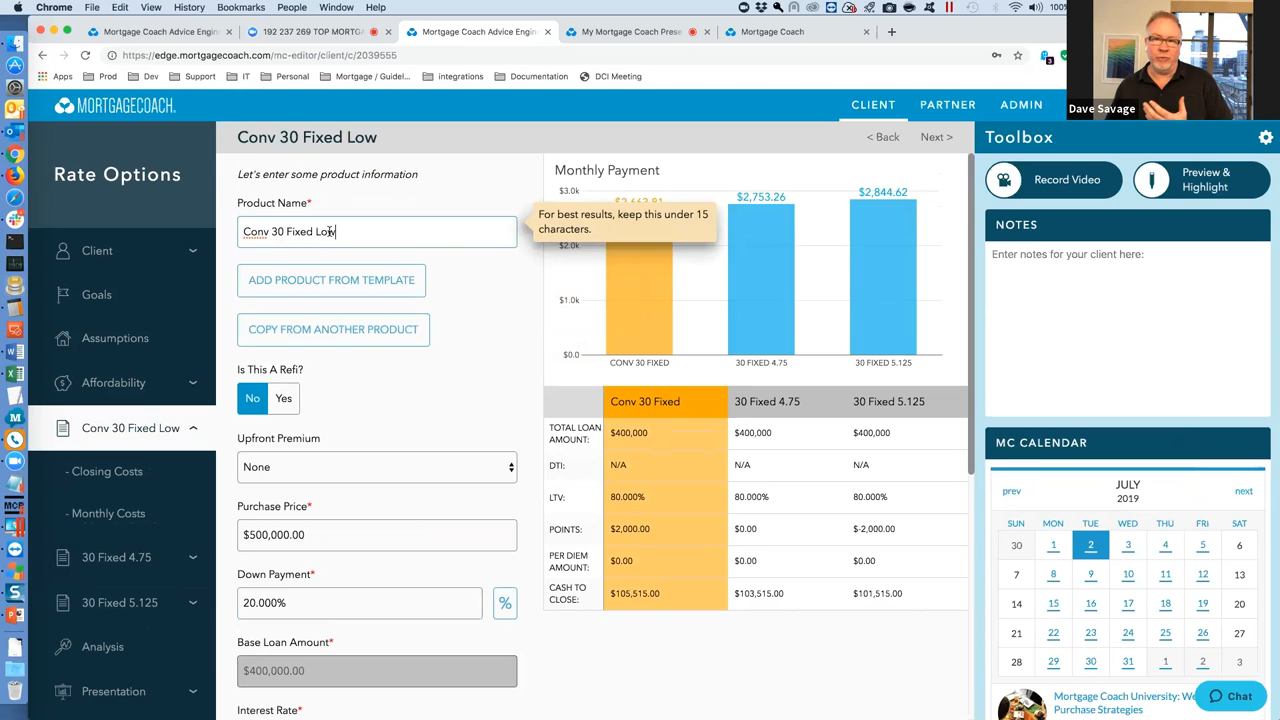 Chrome File Edit View History Bookmarks People Window Help
Mortgage Coach Advice Engin
192 237 269 TOP MORTGA
Mortgage Coach Advice Engin
My Mortgage Coach Prese
Mortgage Coach
https://edge.mortgagecoach.com/mc-editor/client/c/2039555
Apps Prod Dev Support IT Personal Mortgage / Guidel... integrations Documentation DCI Meeting
Dave Savage
MORTGAGECOACH
CLIENT PARTNER ADMIN
Rate Options
Client
Goals
Assumptions
Affordability
Conv 30 Fixed Low
- Closing Costs
- Monthly Costs
30 Fixed 4.75
30 Fixed 5.125
Analysis
Presentation
Conv 30 Fixed Low
< Back Next >
Let's enter some product information
Product Name*
Conv 30 Fixed Low
For best results, keep this under 15
characters.
ADD PRODUCT FROM TEMPLATE
COPY FROM ANOTHER PRODUCT
Is This A Refi?
No Yes
Upfront Premium
None
Purchase Price*
$500,000.00
Down Payment*
20.000%
%
Base Loan Amount*
$400,000.00
Interest Rate*
Monthly Payment
$3.0k
$2.0k
$1.0k
$0.0
$2,753.26
$2,844.62
CONV 30 FIXED 30 FIXED 4.75 30 FIXED 5.125
Conv 30 Fixed 30 Fixed 4.75 30 Fixed 5.125
TOTAL LOAN
AMOUNT: $400,000 $400,000 $400,000
DTI: N/A N/A N/A
LTV: 80.000% 80.000% 80.000%
POINTS: $2,000.00 $0.00 $-2,000.00
PER DIEM
AMOUNT: $0.00 $0.00 $0.00
CASH TO
CLOSE: $105,515.00 $103,515.00 $101,515.00
Toolbox
Record Video
Preview &
Highlight
NOTES
Enter notes for your client here:
MC CALENDAR
prev JULY next
2019
SUN MON TUE WED THU FRI SAT
30 1 2 3 4 5 6
7 8 9 10 11 12 13
14 15 16 17 18 19 20
21 22 23 24 25 26 27
28 29 30 31 1 2 3
Mortgage Coach University: We
Purchase Strategies
Chat